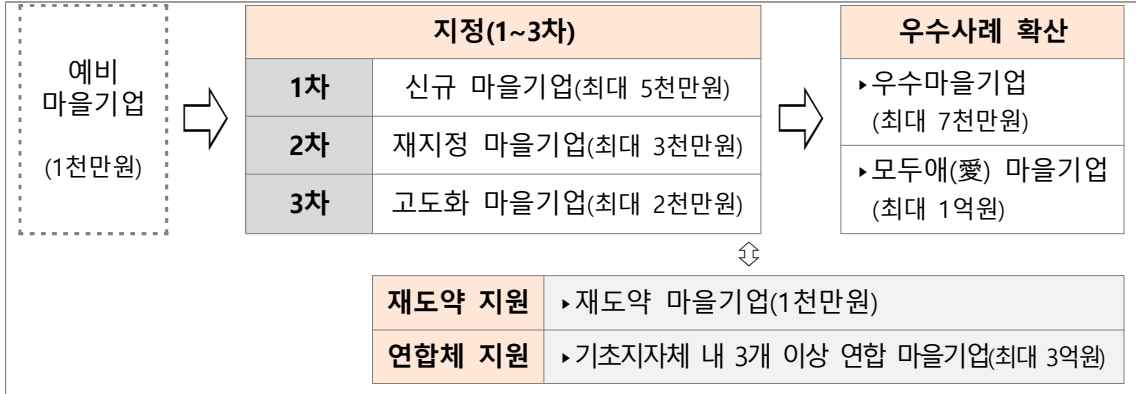 예비
마을기업
(1천만원)
지정(1~3차)
1차 신규 마을기업(최대 5천만원)
2차 재지정 마을기업(최대 3천만원)
3차 고도화 마을기업(최대 2천만원)
우수사례 확산
▸우수마을기업
(최대 7천만원)
▸모두애(愛) 마을기업
(최대 1억원)
재도약 지원 ▸재도약 마을기업(1천만원)
연합체 지원 ▸기초지자체 내 3개 이상 연합 마을기업(최대 3억원)